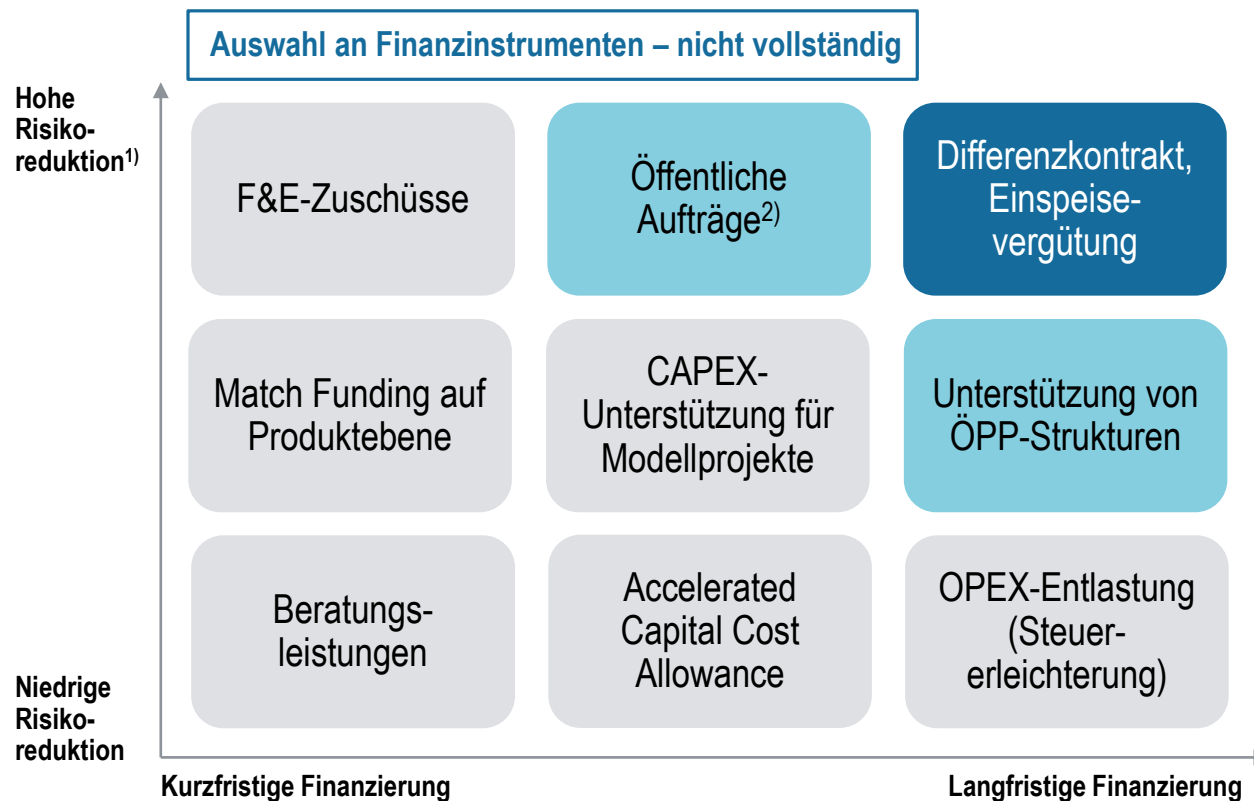 Auswahl an Finanzinstrumenten – nicht vollständig
Hohe
Risiko-
reduktion1)
F&E-Zuschüsse
Öffentliche
Aufträge2)
Differenzkontrakt,
Einspeise-
vergütung
Match Funding auf
Produktebene
CAPEX-
Unterstützung für
Modellprojekte
Unterstützung von
ÖPP-Strukturen
Beratungs-
leistungen
Accelerated
Capital Cost
Allowance
OPEX-Entlastung
(Steuer-
erleichterung)
Niedrige
Risiko-
reduktion
Kurzfristige Finanzierung
Langfristige Finanzierung